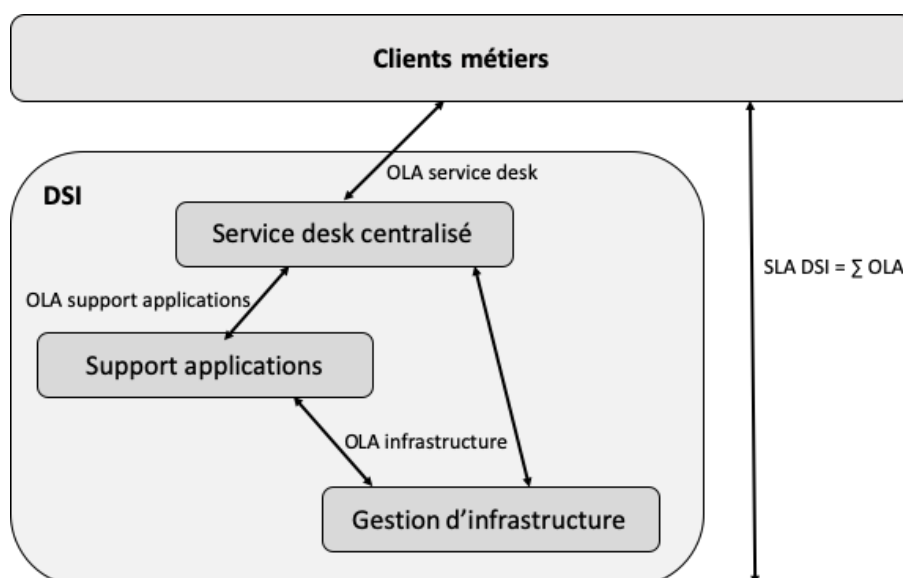 Clients métiers
OLA service desk
DSI
Service desk centralisé
SLA DSI = ∑ OLA
OLA support applications
Support applications
OLA infrastructure
Gestion d’infrastructure